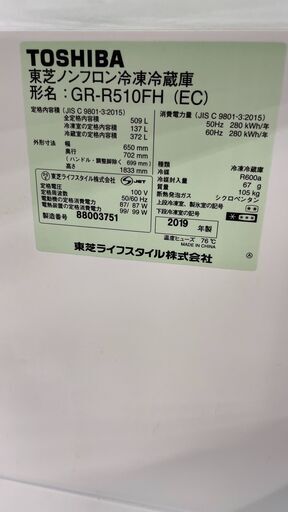 TOSHIBA
東芝ノンフロン冷凍冷蔵庫
形名:GR-R510FH (EC)
定格内容積 (JIS C 9801-3:2015)
全定格内容積 509 L
冷凍室の定格内容積 137 L
冷蔵室の定格内容積 372 L
外形寸法
幅 650 mm
奥行 702 mm
(ハンドル・調整脚除く 699 mm)
高さ 1833 mm
東芝ライフスタイル株式会社 JET
定格電圧 100 V
定格周波数 50/60 Hz
電動機の定格消費電力 87/ 87 W
電熱装置の定格消費電力 99/ 99 W
製造番号 88003751
消費電力量 (JIS C 9801-3:2015)
50Hz 280 kWh/年
60Hz 280 kWh/年
種類 冷凍冷蔵庫
冷媒 R600a
冷媒封入量 67 g
質量 105 kg
断熱発泡ガス シクロペンタン
上段冷凍室、製氷室の記号 **
下段冷凍室の記号 ****
2019 年製
温度ヒューズ 76℃
東芝ライフスタイル株式会社 Ⓐ